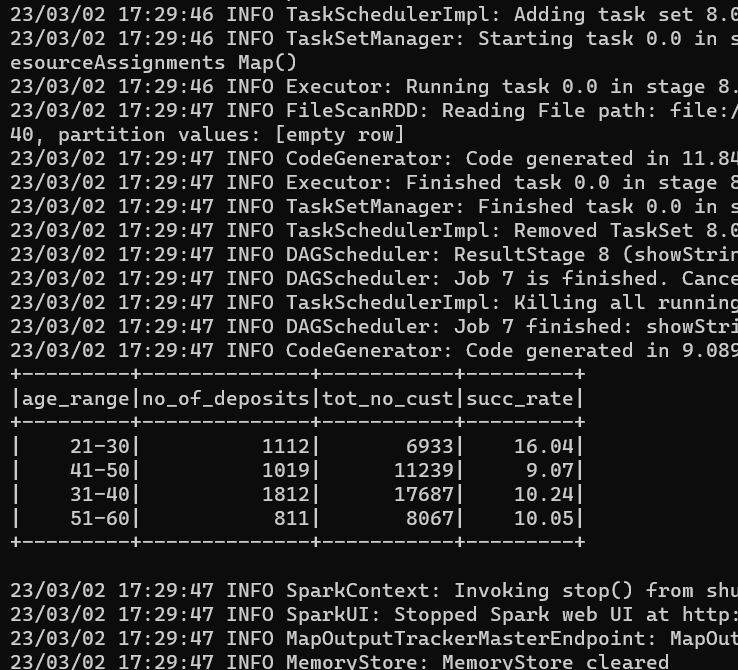 23/03/02 17:29:46 INFO TaskSchedulerImpl: Adding task set 8.0
23/03/02 17:29:46 INFO TaskSetManager: Starting task 0.0 in s
esourceAssignments Map()
23/03/02 17:29:46 INFO Executor: Running task 0.0 in stage 8.
23/03/02 17:29:47 INFO FileScanRDD: Reading File path: file:/
40, partition values: [empty row]
23/03/02 17:29:47 INFO CodeGenerator: Code generated in 11.84
23/03/02 17:29:47 INFO Executor: Finished task 0.0 in stage 8
23/03/02 17:29:47 INFO TaskSetManager: Finished task 0.0 in s
23/03/02 17:29:47 INFO TaskSchedulerImpl: Removed TaskSet 8.0
23/03/02 17:29:47 INFO DAGScheduler: ResultStage 8 (showStrin
23/03/02 17:29:47 INFO DAGScheduler: Job 7 is finished. Cance
23/03/02 17:29:47 INFO TaskSchedulerImpl: Killing all running
23/03/02 17:29:47 INFO DAGScheduler: Job 7 finished: showStri
23/03/02 17:29:47 INFO CodeGenerator: Code generated in 9.089
+---------+--------------+-----------+---------+
|age_range|no_of_deposits|tot_no_cust|succ_rate|
+---------+--------------+-----------+---------+
|    21-30|          1112|       6933|    16.04|
|    41-50|          1019|      11239|     9.07|
|    31-40|          1812|      17687|    10.24|
|    51-60|           811|       8067|    10.05|
+---------+--------------+-----------+---------+
23/03/02 17:29:47 INFO SparkContext: Invoking stop() from shu
23/03/02 17:29:47 INFO SparkUI: Stopped Spark web UI at http:
23/03/02 17:29:47 INFO MapOutputTrackerMasterEndpoint: MapOut
23/03/02 17:29:47 INFO MemoryStore: MemoryStore cleared